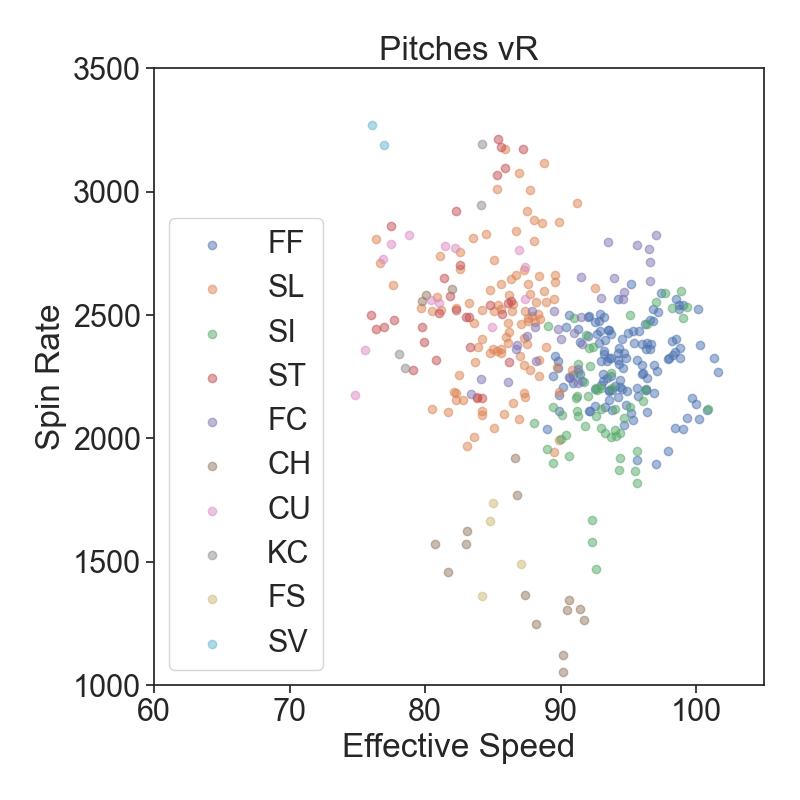 Pitches vR
3500
3000
2500
2000
1500
1000
Spin Rate
FF
SL
SI
ST
FC
CH
CU
KC
FS
SV
60 70 80 90 100
Effective Speed